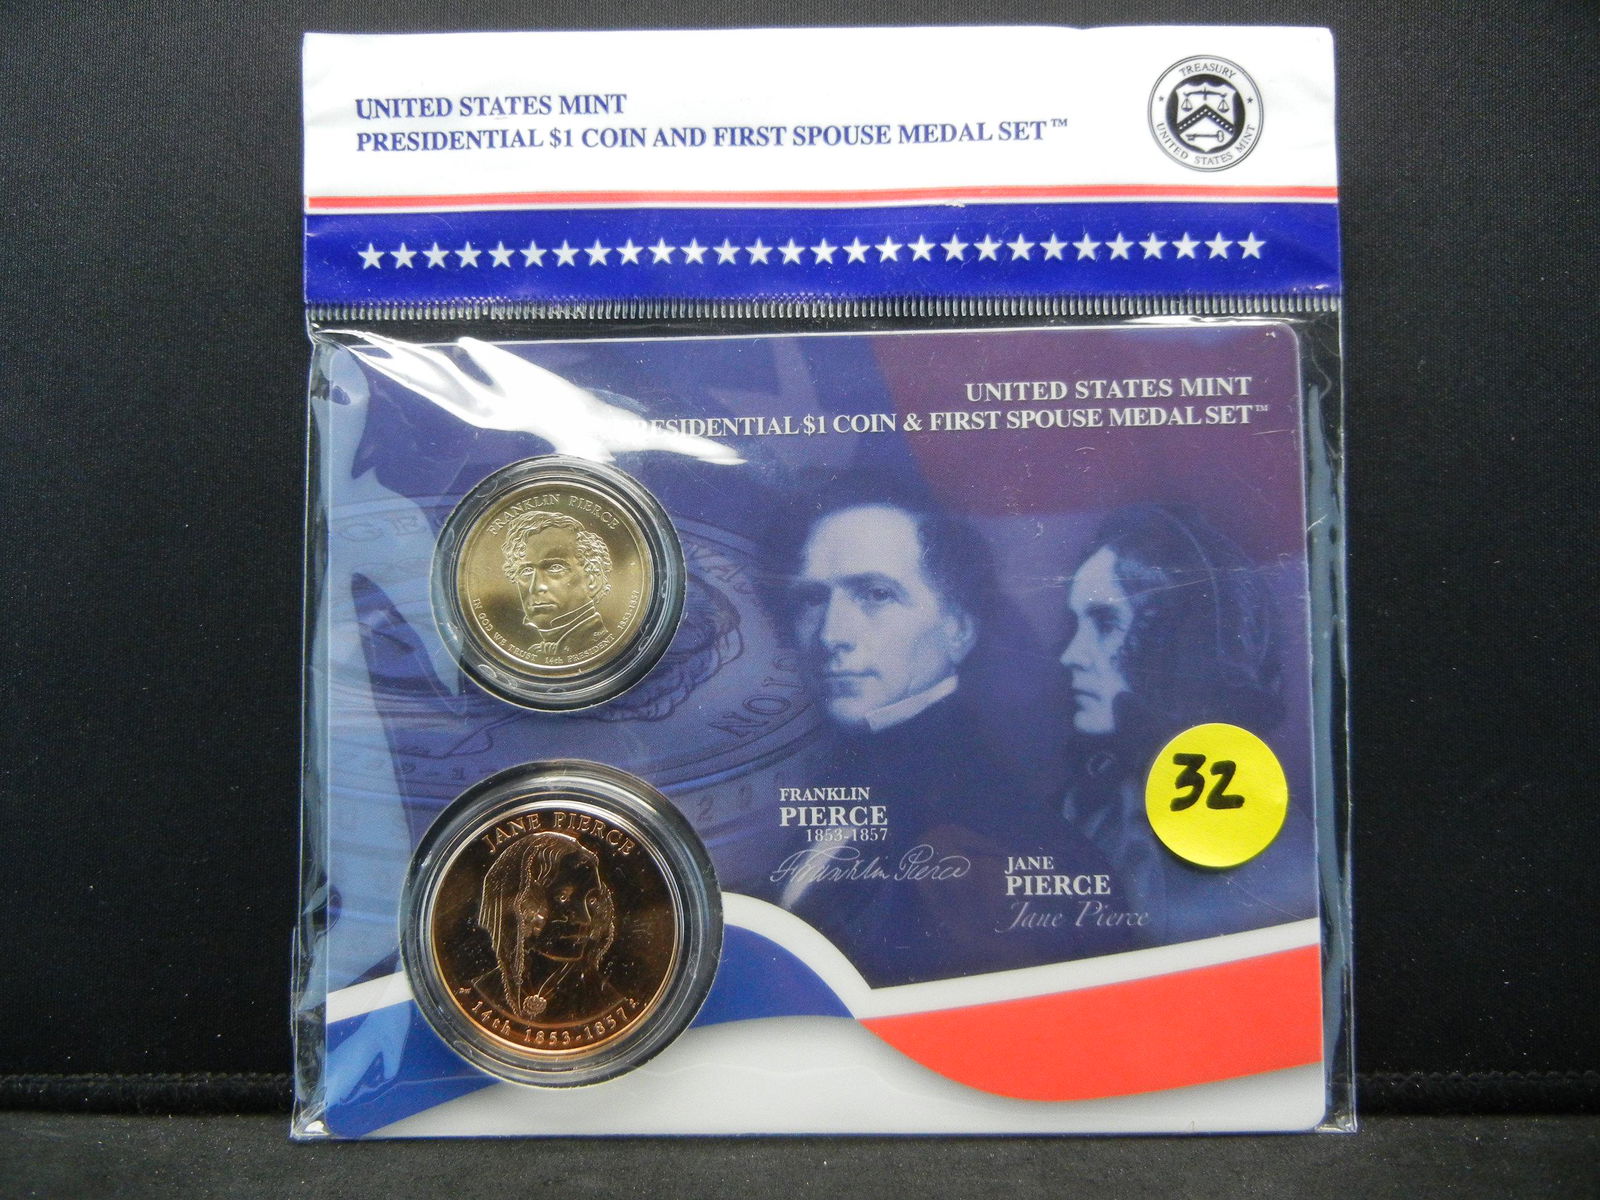 UNITED STATES MINT
PRESIDENTIAL $1 COIN AND FIRST SPOUSE MEDAL SET™
TREASURY
UNITED STATES MINT
UNITED STATES MINT
PRESIDENTIAL $1 COIN & FIRST SPOUSE MEDAL SET™
FRANKLIN PIERCE
IN GOD WE TRUST 14th PRESIDENT 1853-1857
FRANKLIN
PIERCE
1853-1857
Franklin Pierce
JANE
PIERCE
Jane Pierce
32
JANE PIERCE
14th 1853-1857